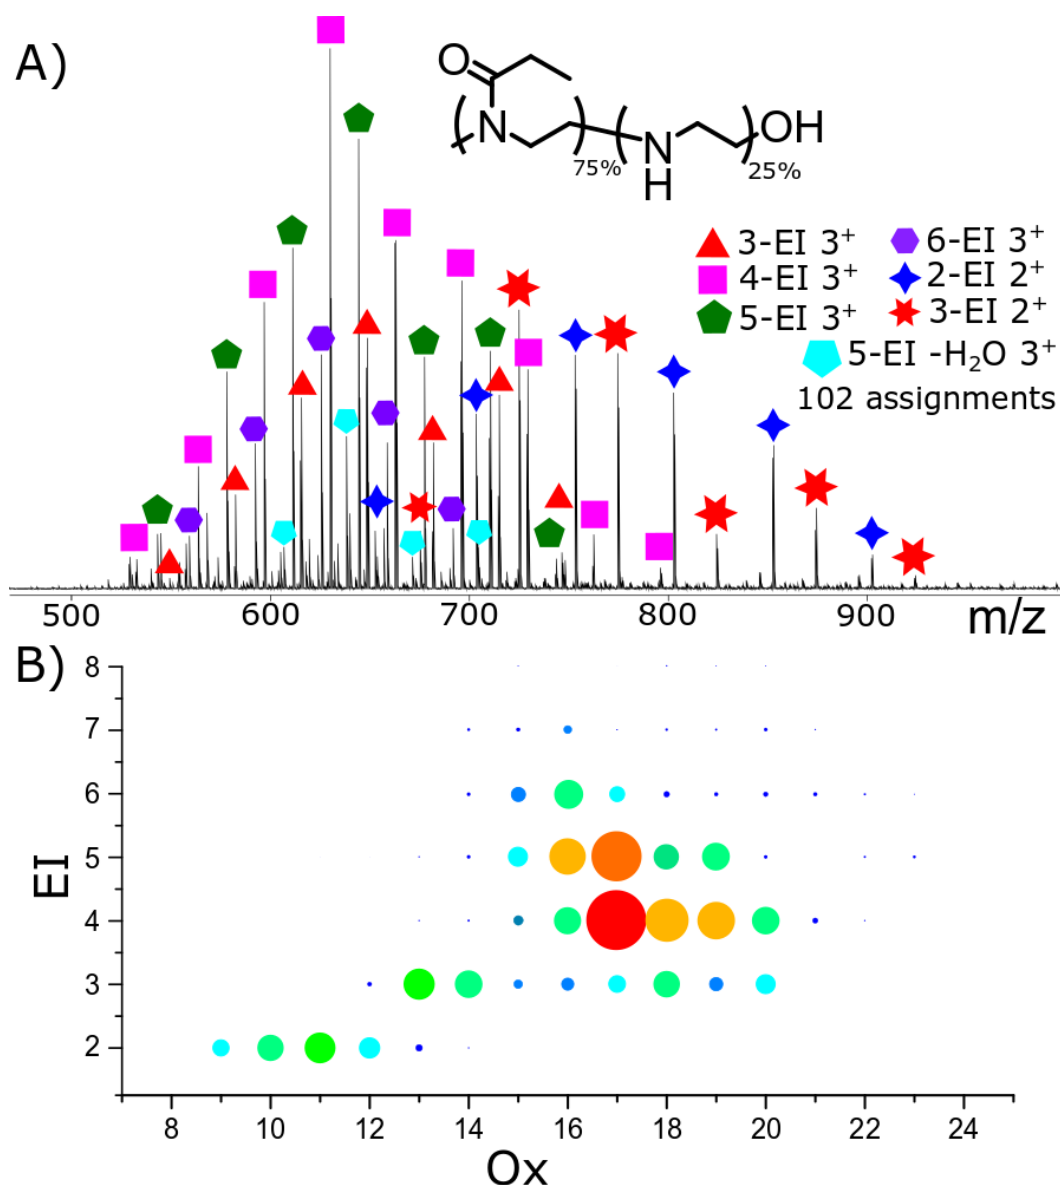 A)
O
N
75%
N
H
25%
OH
3-EI 3⁺
6-EI 3⁺
4-EI 3⁺
2-EI 2⁺
5-EI 3⁺
3-EI 2⁺
5-EI -H₂O 3⁺
102 assignments
500 600 700 800 900 m/z
B)
8
7
6
5
4
3
2
EI
8 10 12 14 16 18 20 22 24
Ox